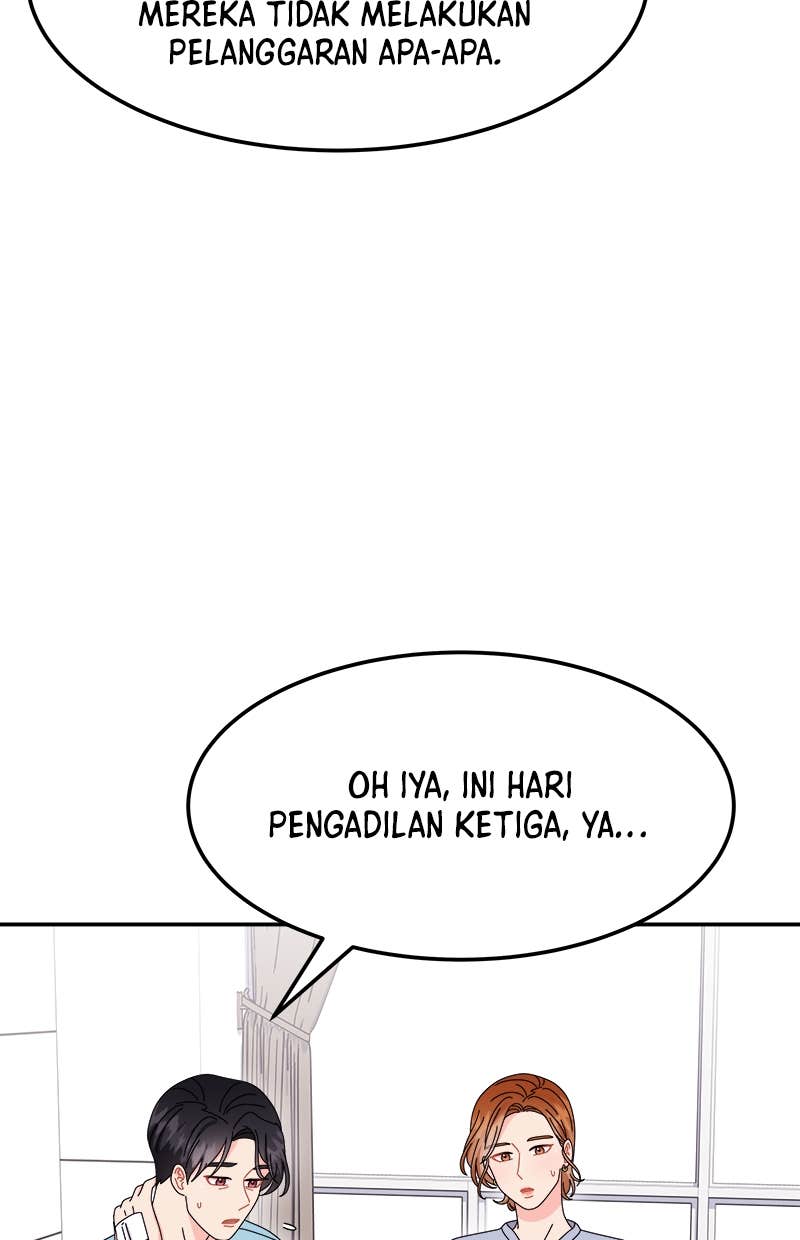 MEREKA TIDAK MELAKUKAN
PELANGGARAN APA-APA.
OH IYA, INI HARI
PENGADILAN KETIGA, YA...